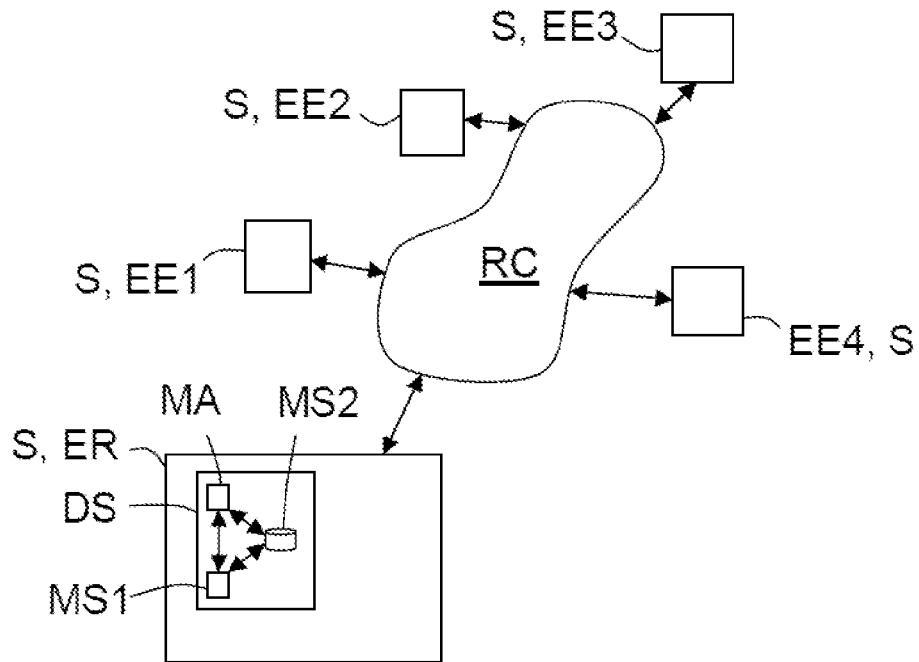 S, EE3
S, EE2
RC
S, EE1
EE4, S
MA
MS2
S, ER
DS
MS1